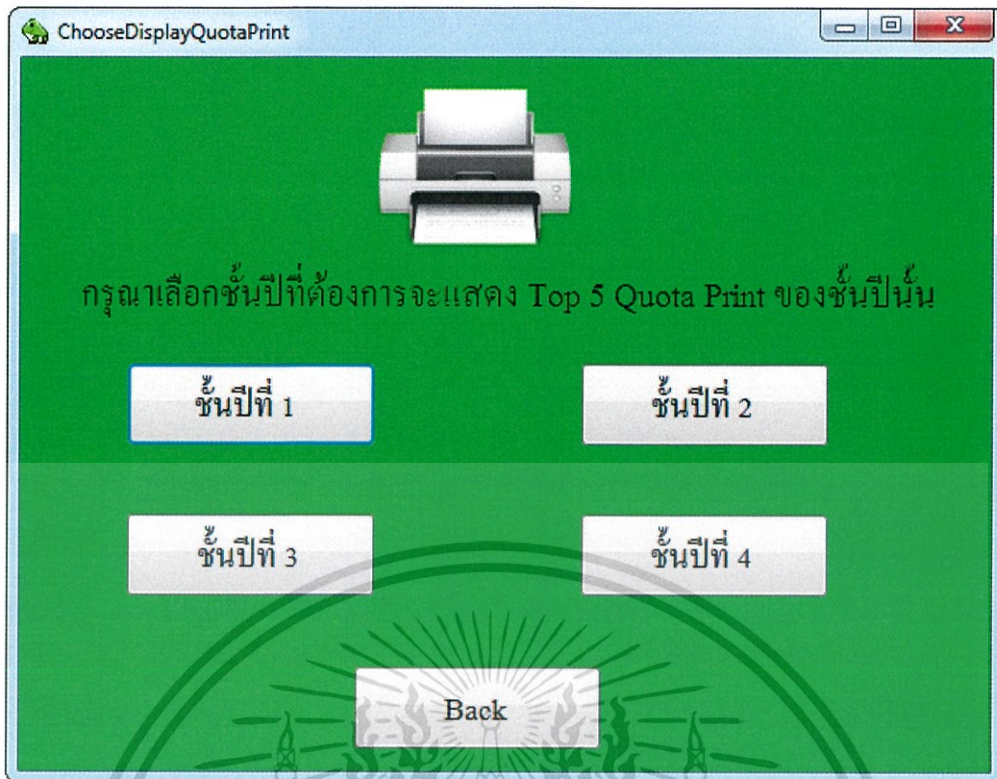 ChooseDisplayQuotaPrint
กรุณาเลือกชั้นปีที่ต้องการจะแสดง Top 5 Quota Print ของชั้นปีนั้น
ชั้นปีที่ 1
ชั้นปีที่ 2
ชั้นปีที่ 3
ชั้นปีที่ 4
Back